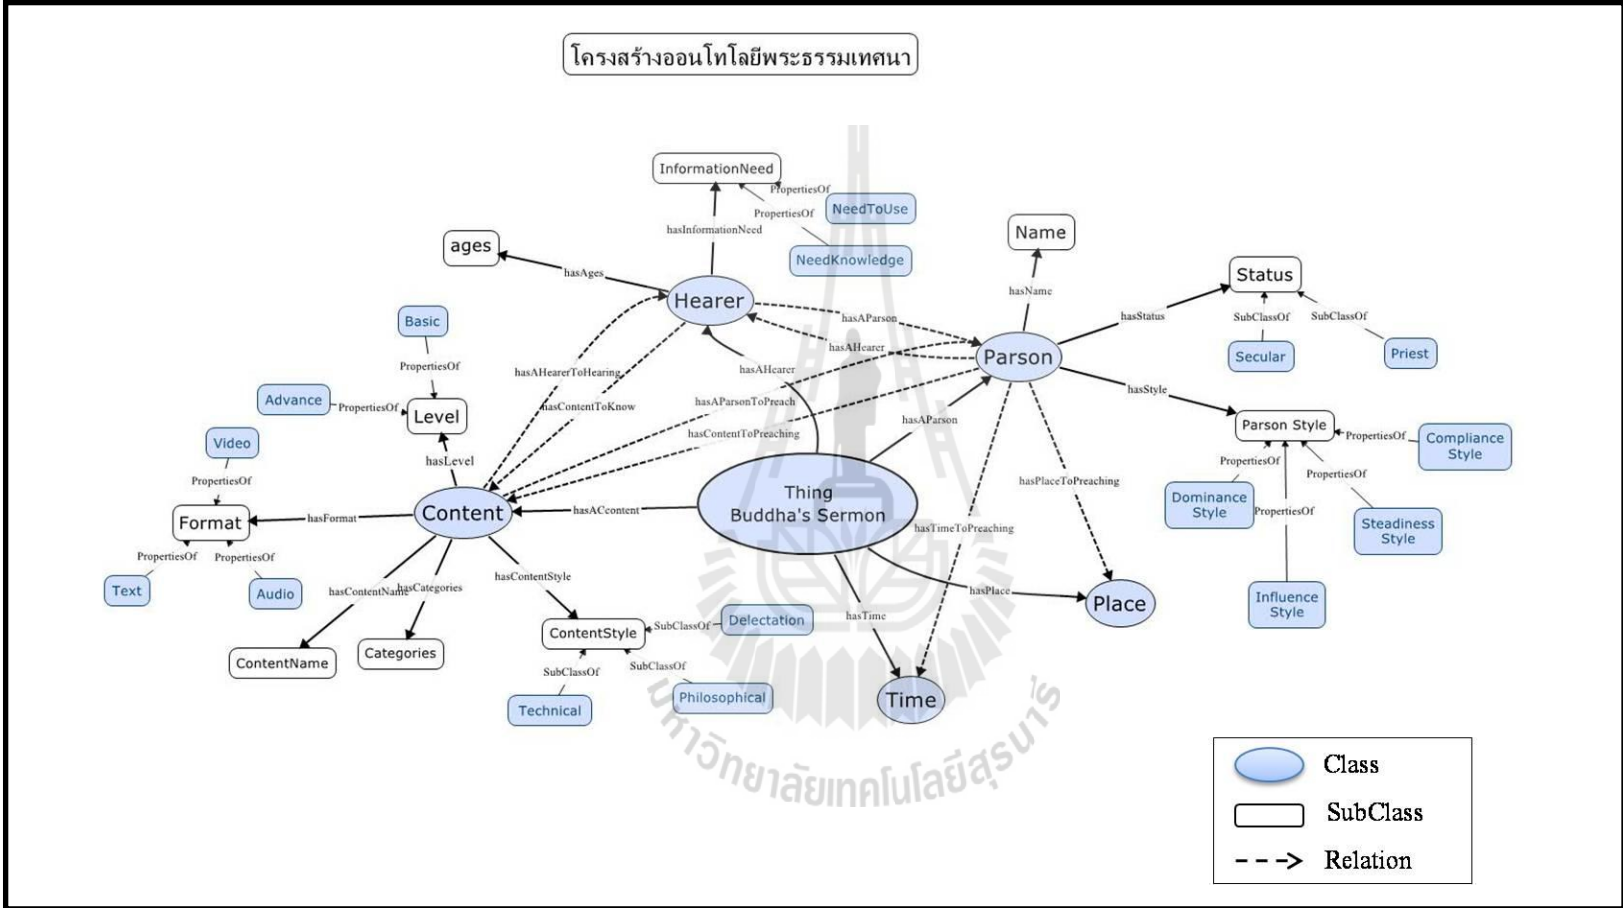 โครงสร้างออนโทโลยีพระธรรมเทศนา
InformationNeed
PropertiesOf
NeedToUse
PropertiesOf
hasInformationNeed
NeedKnowledge
ages
hasAges
Hearer
Name
hasName
Status
hasStatus
SubClassOf
SubClassOf
Secular
Priest
Parson
hasAParson
hasAHearer
hasAHearer
Basic
PropertiesOf
Advance
PropertiesOf
Level
hasLevel
hasAHearerToHearing
hasContentToKnow
hasAParsonToPreach
hasContentToPreaching
hasAParson
hasStyle
Parson Style
PropertiesOf
Compliance
Style
PropertiesOf
Dominance
Style
PropertiesOf
PropertiesOf
Steadiness
Style
Influence
Style
Video
PropertiesOf
Format
hasFormat
PropertiesOf
PropertiesOf
Text
Audio
Content
hasACcontent
Thing
Buddha's Sermon
hasPlaceToPreaching
hasTimeToPreaching
hasContentName
hasCategories
hasContentStyle
ContentName
Categories
ContentStyle
SubClassOf
Delectation
SubClassOf
SubClassOf
Technical
Philosophical
hasTime
hasPlace
Place
Time
มหาวิทยาลัยเทคโนโลยีสุรนารี
Class
SubClass
Relation